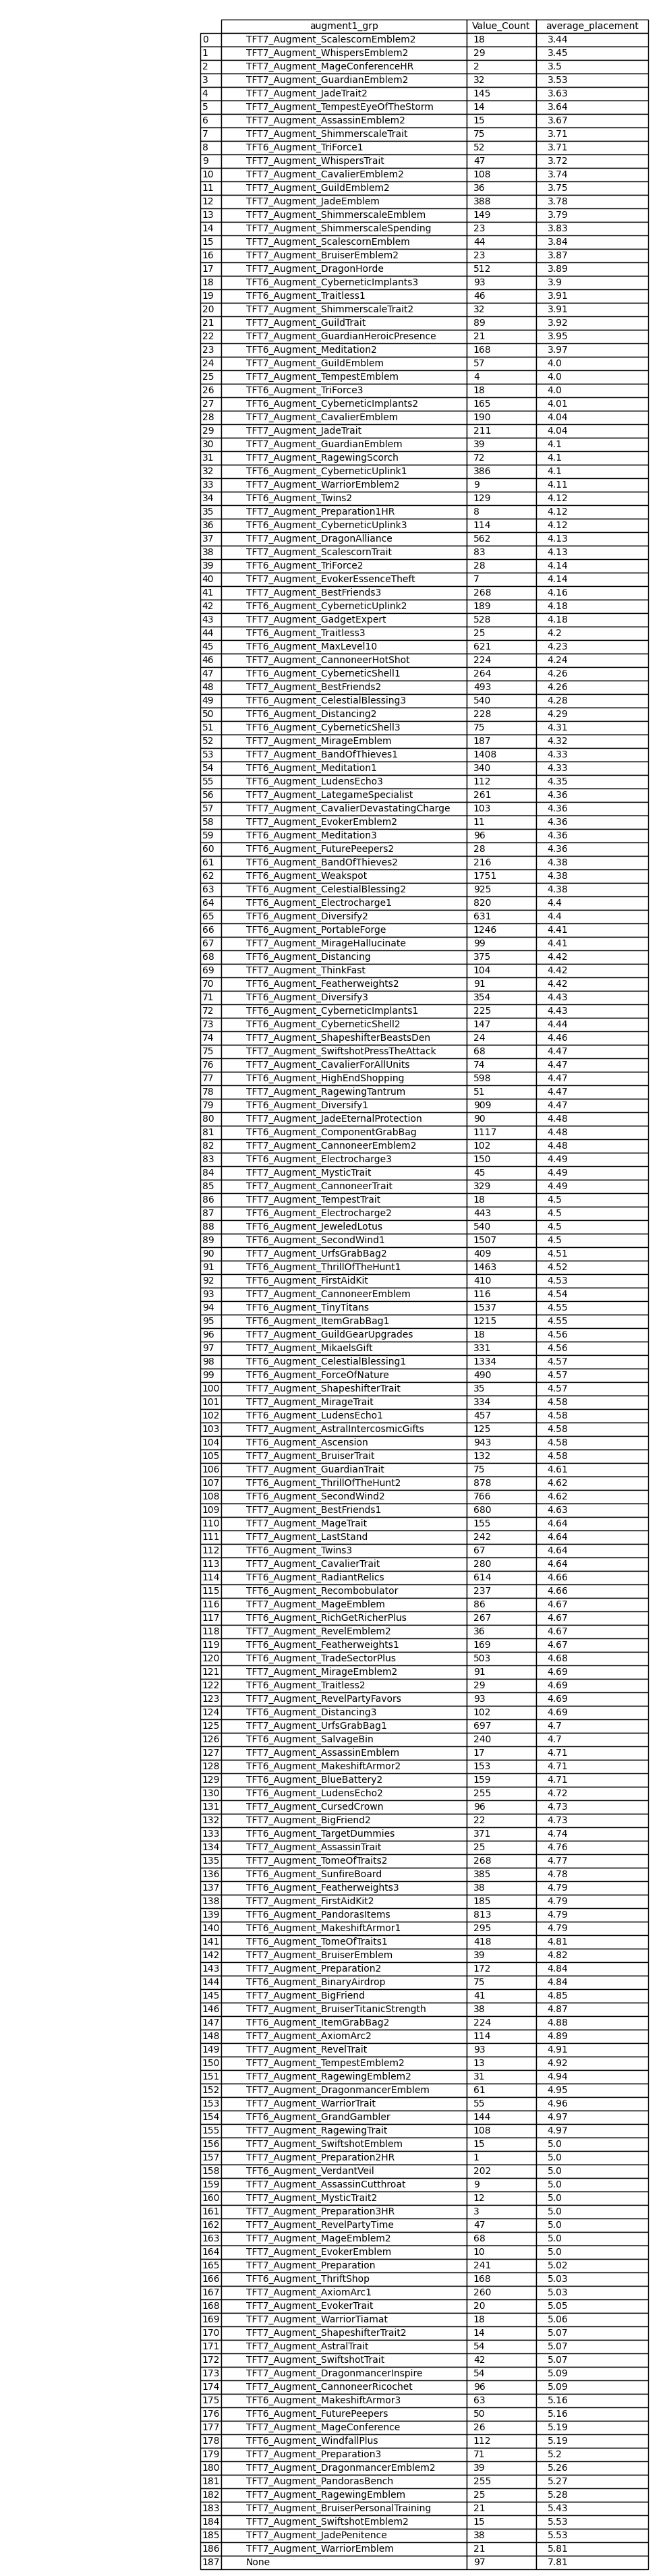 augment1_grp Value_Count average_placement
0 TFT7_Augment_ScalescornEmblem2 18 3.44
1 TFT7_Augment_WhispersEmblem2 29 3.45
2 TFT7_Augment_MageConferenceHR 2 3.5
3 TFT7_Augment_GuardianEmblem2 32 3.53
4 TFT7_Augment_JadeTrait2 145 3.63
5 TFT7_Augment_TempestEyeOfTheStorm 14 3.64
6 TFT7_Augment_AssassinEmblem2 15 3.67
7 TFT7_Augment_ShimmerscaleTrait 75 3.71
8 TFT6_Augment_TriForce1 52 3.71
9 TFT7_Augment_WhispersTrait 47 3.72
10 TFT7_Augment_CavalierEmblem2 108 3.74
11 TFT7_Augment_GuildEmblem2 36 3.75
12 TFT7_Augment_JadeEmblem 388 3.78
13 TFT7_Augment_ShimmerscaleEmblem 149 3.79
14 TFT7_Augment_ShimmerscaleSpending 23 3.83
15 TFT7_Augment_ScalescornEmblem 44 3.84
16 TFT7_Augment_BruiserEmblem2 23 3.87
17 TFT7_Augment_DragonHorde 512 3.89
18 TFT6_Augment_CyberneticImplants3 93 3.9
19 TFT6_Augment_Traitless1 46 3.91
20 TFT7_Augment_ShimmerscaleTrait2 32 3.91
21 TFT7_Augment_GuildTrait 89 3.92
22 TFT7_Augment_GuardianHeroicPresence 21 3.95
23 TFT6_Augment_Meditation2 168 3.97
24 TFT7_Augment_GuildEmblem 57 4.0
25 TFT7_Augment_TempestEmblem 4 4.0
26 TFT6_Augment_TriForce3 18 4.0
27 TFT6_Augment_CyberneticImplants2 165 4.01
28 TFT7_Augment_CavalierEmblem 190 4.04
29 TFT7_Augment_JadeTrait 211 4.04
30 TFT7_Augment_GuardianEmblem 39 4.1
31 TFT7_Augment_RagewingScorch 72 4.1
32 TFT6_Augment_CyberneticUplink1 386 4.1
33 TFT7_Augment_WarriorEmblem2 9 4.11
34 TFT6_Augment_Twins2 129 4.12
35 TFT7_Augment_Preparation1HR 8 4.12
36 TFT6_Augment_CyberneticUplink3 114 4.12
37 TFT7_Augment_DragonAlliance 562 4.13
38 TFT7_Augment_ScalescornTrait 83 4.13
39 TFT6_Augment_TriForce2 28 4.14
40 TFT7_Augment_EvokerEssenceTheft 7 4.14
41 TFT7_Augment_BestFriends3 268 4.16
42 TFT6_Augment_CyberneticUplink2 189 4.18
43 TFT7_Augment_GadgetExpert 528 4.18
44 TFT6_Augment_Traitless3 25 4.2
45 TFT6_Augment_MaxLevel10 621 4.23
46 TFT7_Augment_CannoneerHotShot 224 4.24
47 TFT6_Augment_CyberneticShell1 264 4.26
48 TFT7_Augment_BestFriends2 493 4.26
49 TFT6_Augment_CelestialBlessing3 540 4.28
50 TFT6_Augment_Distancing2 228 4.29
51 TFT6_Augment_CyberneticShell3 75 4.31
52 TFT7_Augment_MirageEmblem 187 4.32
53 TFT7_Augment_BandOfThieves1 1408 4.33
54 TFT6_Augment_Meditation1 340 4.33
55 TFT6_Augment_LudensEcho3 112 4.35
56 TFT7_Augment_LategameSpecialist 261 4.36
57 TFT7_Augment_CavalierDevastatingCharge 103 4.36
58 TFT7_Augment_EvokerEmblem2 11 4.36
59 TFT6_Augment_Meditation3 96 4.36
60 TFT6_Augment_FuturePeepers2 28 4.36
61 TFT6_Augment_BandOfThieves2 216 4.38
62 TFT6_Augment_Weakspot 1751 4.38
63 TFT6_Augment_CelestialBlessing2 925 4.38
64 TFT6_Augment_Electrocharge1 820 4.4
65 TFT6_Augment_Diversify2 631 4.4
66 TFT6_Augment_PortableForge 1246 4.41
67 TFT7_Augment_MirageHallucinate 99 4.41
68 TFT6_Augment_Distancing 375 4.42
69 TFT7_Augment_ThinkFast 104 4.42
70 TFT6_Augment_Featherweights2 91 4.42
71 TFT6_Augment_Diversify3 354 4.43
72 TFT6_Augment_CyberneticImplants1 225 4.43
73 TFT6_Augment_CyberneticShell2 147 4.44
74 TFT7_Augment_ShapeshifterBeastsDen 24 4.46
75 TFT7_Augment_SwiftshotPressTheAttack 68 4.47
76 TFT7_Augment_CavalierForAllUnits 74 4.47
77 TFT6_Augment_HighEndShopping 598 4.47
78 TFT7_Augment_RagewingTantrum 51 4.47
79 TFT6_Augment_Diversify1 909 4.47
80 TFT7_Augment_JadeEternalProtection 90 4.48
81 TFT6_Augment_ComponentGrabBag 1117 4.48
82 TFT7_Augment_CannoneerEmblem2 102 4.48
83 TFT6_Augment_Electrocharge3 150 4.49
84 TFT7_Augment_MysticTrait 45 4.49
85 TFT7_Augment_CannoneerTrait 329 4.49
86 TFT7_Augment_TempestTrait 18 4.5
87 TFT6_Augment_Electrocharge2 443 4.5
88 TFT6_Augment_JeweledLotus 540 4.5
89 TFT6_Augment_SecondWind1 1507 4.5
90 TFT7_Augment_UrfsGrabBag2 409 4.51
91 TFT6_Augment_ThrillOfTheHunt1 1463 4.52
92 TFT6_Augment_FirstAidKit 410 4.53
93 TFT7_Augment_CannoneerEmblem 116 4.54
94 TFT6_Augment_TinyTitans 1537 4.55
95 TFT6_Augment_ItemGrabBag1 1215 4.55
96 TFT7_Augment_GuildGearUpgrades 18 4.56
97 TFT7_Augment_MikaelsGift 331 4.56
98 TFT6_Augment_CelestialBlessing1 1334 4.57
99 TFT6_Augment_ForceOfNature 490 4.57
100 TFT7_Augment_ShapeshifterTrait 35 4.57
101 TFT7_Augment_MirageTrait 334 4.58
102 TFT6_Augment_LudensEcho1 457 4.58
103 TFT7_Augment_AstralIntercosmicGifts 125 4.58
104 TFT6_Augment_Ascension 943 4.58
105 TFT7_Augment_BruiserTrait 132 4.58
106 TFT7_Augment_GuardianTrait 75 4.61
107 TFT6_Augment_ThrillOfTheHunt2 878 4.62
108 TFT6_Augment_SecondWind2 766 4.62
109 TFT7_Augment_BestFriends1 680 4.63
110 TFT7_Augment_MageTrait 155 4.64
111 TFT7_Augment_LastStand 242 4.64
112 TFT6_Augment_Twins3 67 4.64
113 TFT7_Augment_CavalierTrait 280 4.64
114 TFT6_Augment_RadiantRelics 614 4.66
115 TFT6_Augment_Recombobulator 237 4.66
116 TFT7_Augment_MageEmblem 86 4.67
117 TFT6_Augment_RichGetRicherPlus 267 4.67
118 TFT7_Augment_RevelEmblem2 36 4.67
119 TFT6_Augment_Featherweights1 169 4.67
120 TFT6_Augment_TradeSectorPlus 503 4.68
121 TFT7_Augment_MirageEmblem2 91 4.69
122 TFT6_Augment_Traitless2 29 4.69
123 TFT7_Augment_RevelPartyFavors 93 4.69
124 TFT6_Augment_Distancing3 102 4.69
125 TFT7_Augment_UrfsGrabBag1 697 4.7
126 TFT6_Augment_SalvageBin 240 4.7
127 TFT7_Augment_AssassinEmblem 17 4.71
128 TFT6_Augment_MakeshiftArmor2 153 4.71
129 TFT6_Augment_BlueBattery2 159 4.71
130 TFT6_Augment_LudensEcho2 255 4.72
131 TFT7_Augment_CursedCrown 96 4.73
132 TFT7_Augment_BigFriend2 22 4.73
133 TFT6_Augment_TargetDummies 371 4.74
134 TFT7_Augment_AssassinTrait 25 4.76
135 TFT6_Augment_TomeOfTraits2 268 4.77
136 TFT6_Augment_SunfireBoard 385 4.78
137 TFT6_Augment_Featherweights3 38 4.79
138 TFT7_Augment_FirstAidKit2 185 4.79
139 TFT6_Augment_PandorasItems 813 4.79
140 TFT6_Augment_MakeshiftArmor1 295 4.79
141 TFT6_Augment_TomeOfTraits1 418 4.81
142 TFT7_Augment_BruiserEmblem 39 4.82
143 TFT7_Augment_Preparation2 172 4.84
144 TFT6_Augment_BinaryAirdrop 75 4.84
145 TFT7_Augment_BigFriend 41 4.85
146 TFT7_Augment_BruiserTitanicStrength 38 4.87
147 TFT6_Augment_ItemGrabBag2 224 4.88
148 TFT7_Augment_AxiomArc2 114 4.89
149 TFT7_Augment_RevelTrait 93 4.91
150 TFT7_Augment_TempestEmblem2 13 4.92
151 TFT7_Augment_RagewingEmblem2 31 4.94
152 TFT7_Augment_DragonmancerEmblem 61 4.95
153 TFT7_Augment_WarriorTrait 55 4.96
154 TFT6_Augment_GrandGambler 144 4.97
155 TFT7_Augment_RagewingTrait 108 4.97
156 TFT7_Augment_SwiftshotEmblem 15 5.0
157 TFT7_Augment_Preparation2HR 1 5.0
158 TFT6_Augment_VerdantVeil 202 5.0
159 TFT7_Augment_AssassinCutthroat 9 5.0
160 TFT7_Augment_MysticTrait2 12 5.0
161 TFT7_Augment_Preparation3HR 3 5.0
162 TFT7_Augment_RevelPartyTime 47 5.0
163 TFT7_Augment_MageEmblem2 68 5.0
164 TFT7_Augment_EvokerEmblem 10 5.0
165 TFT7_Augment_Preparation 241 5.02
166 TFT6_Augment_ThriftShop 168 5.03
167 TFT7_Augment_AxiomArc1 260 5.03
168 TFT7_Augment_EvokerTrait 20 5.05
169 TFT7_Augment_WarriorTiamat 18 5.06
170 TFT7_Augment_ShapeshifterTrait2 14 5.07
171 TFT7_Augment_AstralTrait 54 5.07
172 TFT7_Augment_SwiftshotTrait 42 5.07
173 TFT7_Augment_DragonmancerInspire 54 5.09
174 TFT7_Augment_CannoneerRicochet 96 5.09
175 TFT6_Augment_MakeshiftArmor3 63 5.16
176 TFT6_Augment_FuturePeepers 50 5.16
177 TFT7_Augment_MageConference 26 5.19
178 TFT6_Augment_WindfallPlus 112 5.19
179 TFT7_Augment_Preparation3 71 5.2
180 TFT7_Augment_DragonmancerEmblem2 39 5.26
181 TFT7_Augment_PandorasBench 255 5.27
182 TFT7_Augment_RagewingEmblem 25 5.28
183 TFT7_Augment_BruiserPersonalTraining 21 5.43
184 TFT7_Augment_SwiftshotEmblem2 15 5.53
185 TFT7_Augment_JadePenitence 38 5.53
186 TFT7_Augment_WarriorEmblem 21 5.81
187 None 97 7.81